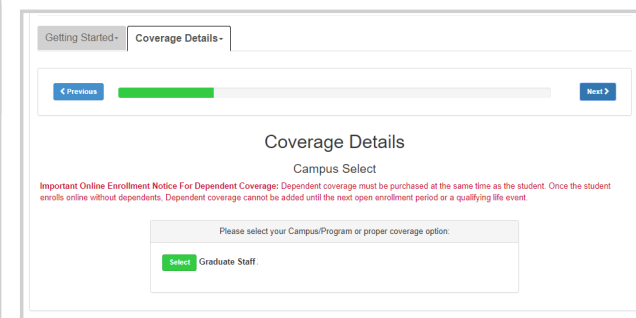 Getting Started
Coverage Details
Previous
Next
Coverage Details
Campus Select
Important Online Enrollment Notice For Dependent Coverage: Dependent coverage must be purchased at the same time as the student. Once the student
enrolls online without dependents, Dependent coverage cannot be added until the next open enrollment period or a qualifying life event.
Please select your Campus/Program or proper coverage option:
Select Graduate Staff: